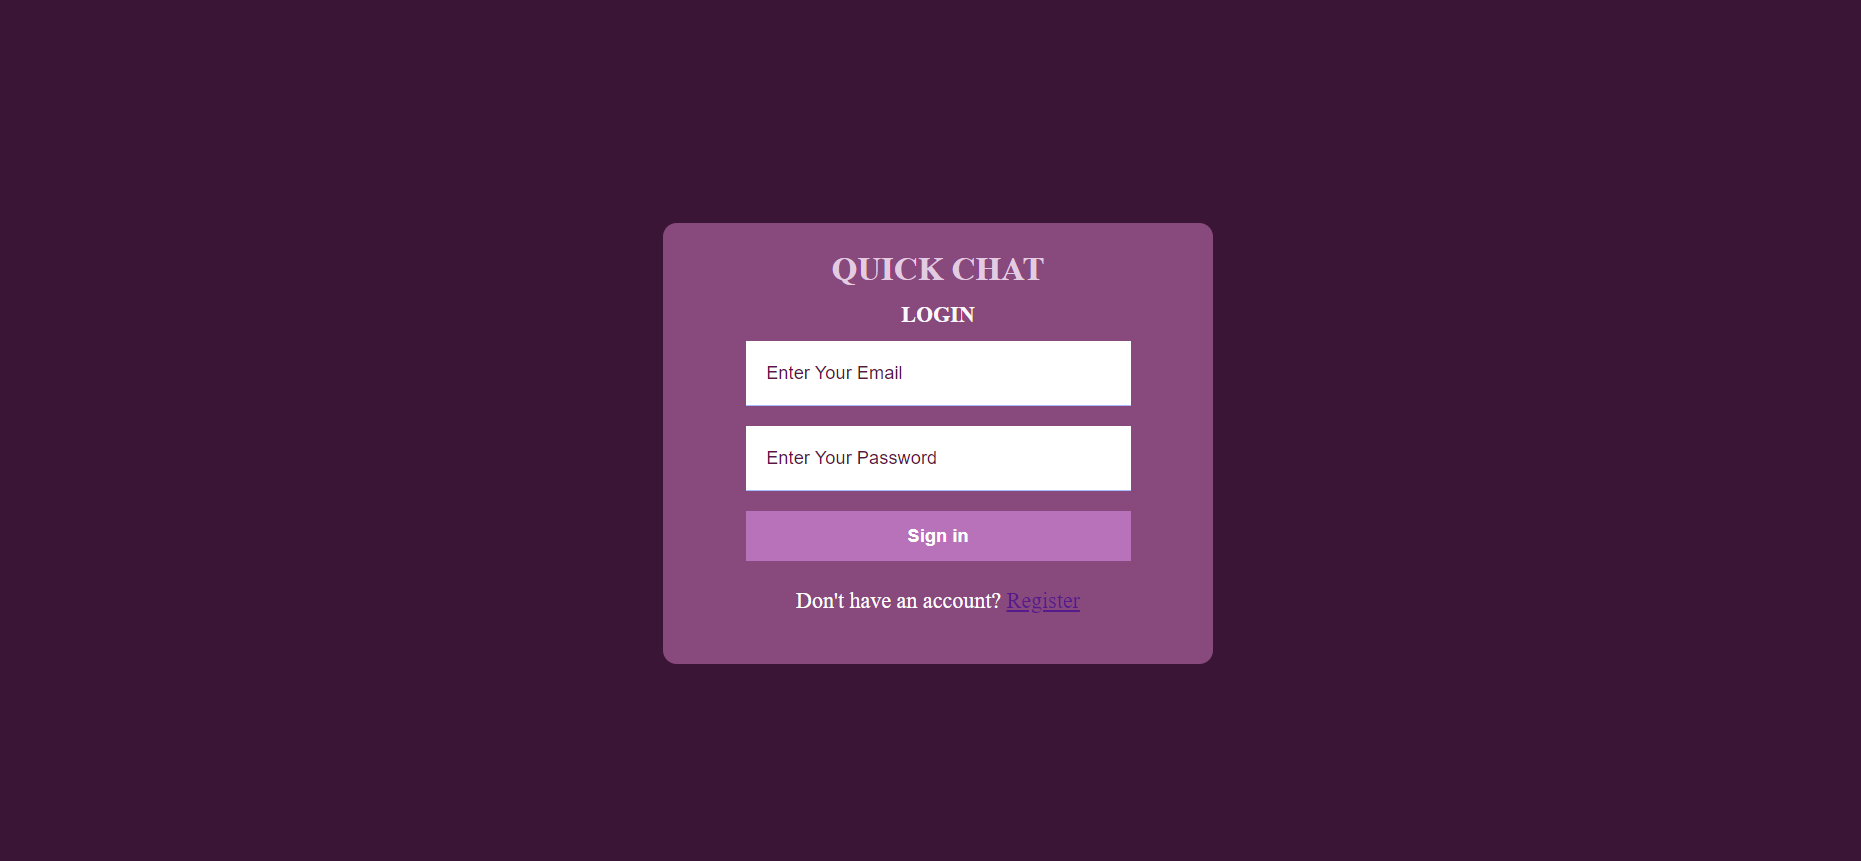 QUICK CHAT
LOGIN
Enter Your Email
Enter Your Password
Sign in
Don't have an account? Register